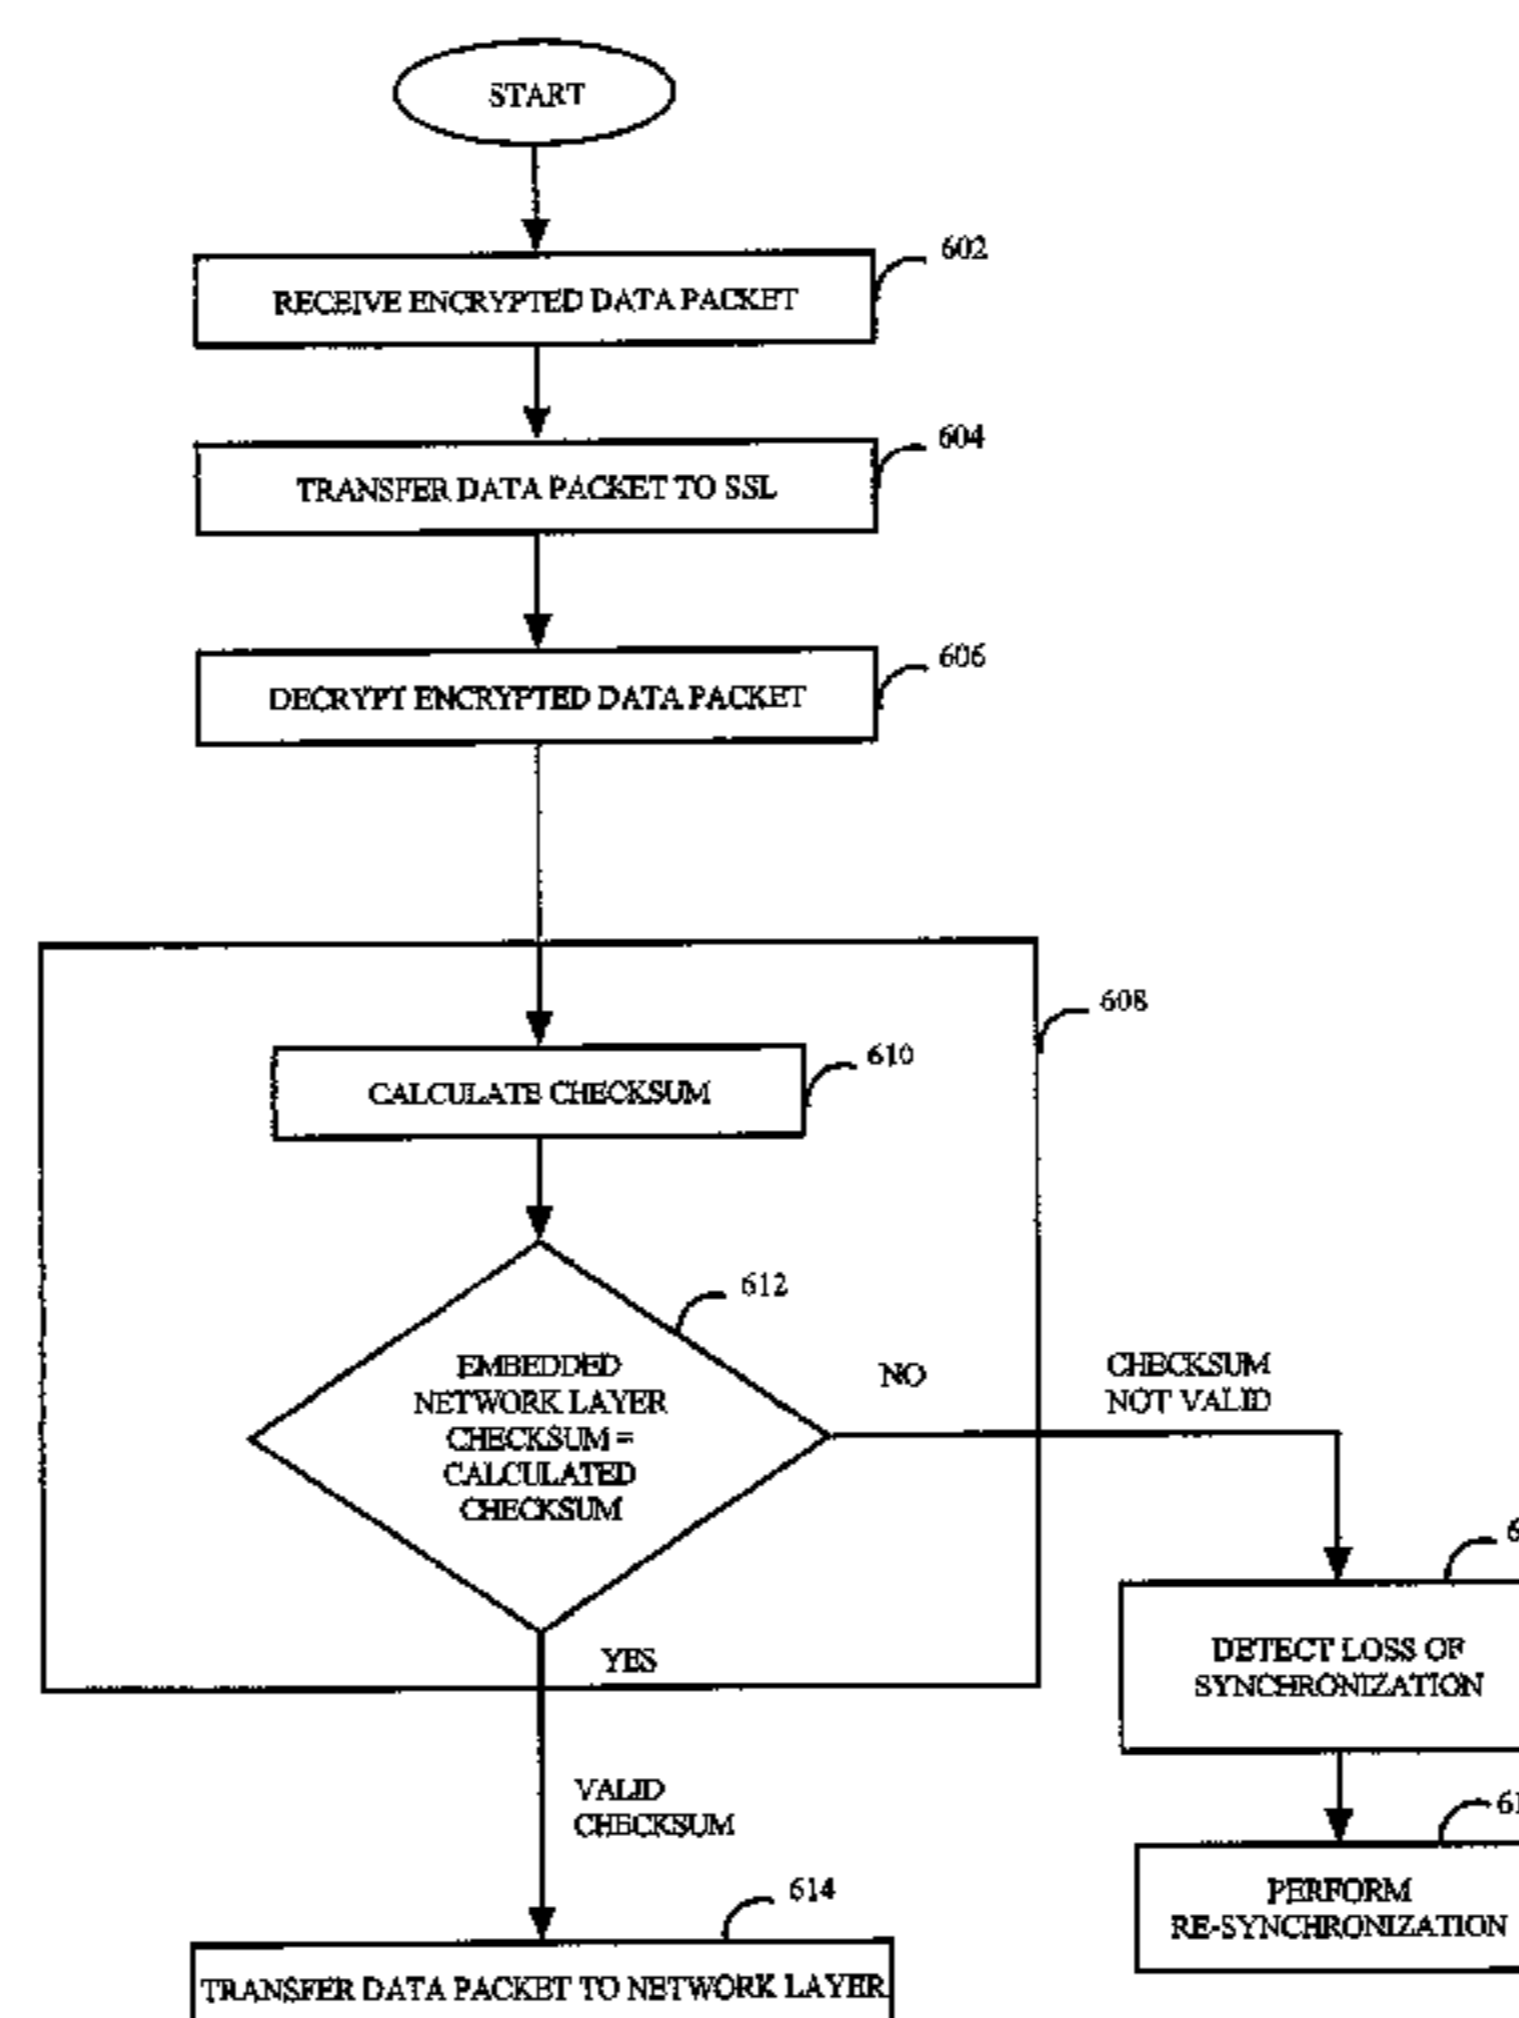 START
602
RECEIVE ENCRYPTED DATA PACKET
604
TRANSFER DATA PACKET TO SSL
606
DECRYPT ENCRYPTED DATA PACKET
608
610
CALCULATE CHECKSUM
612
EMBEDDED
NETWORK LAYER
CHECKSUM =
CALCULATED
CHECKSUM
NO
CHECKSUM
NOT VALID
YES
DETECT LOSS OF
SYNCHRONIZATION
VALID
CHECKSUM
PERFORM
RE-SYNCHRONIZATION
614
TRANSFER DATA PACKET TO NETWORK LAYER